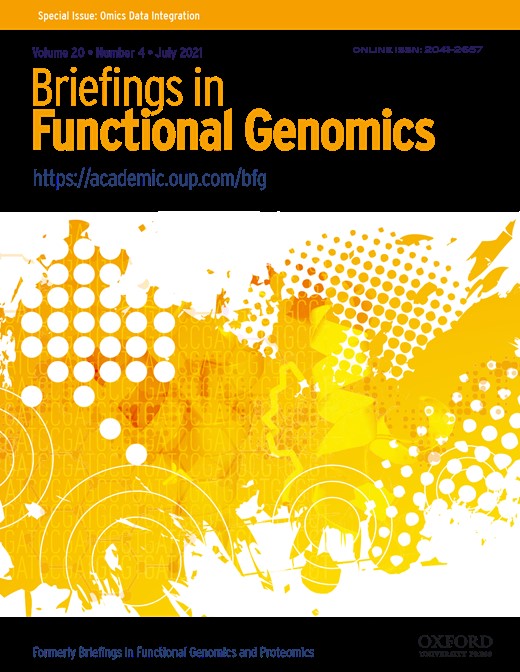 Special Issue: Omics Data Integration
Volume 20 • Number 4 • July 2021
ONLINE ISSN: 2041-2657
Briefings in
Functional Genomics
https://academic.oup.com/bfg
Formerly Briefings in Functional Genomics and Proteomics
OXFORD
UNIVERSITY PRESS